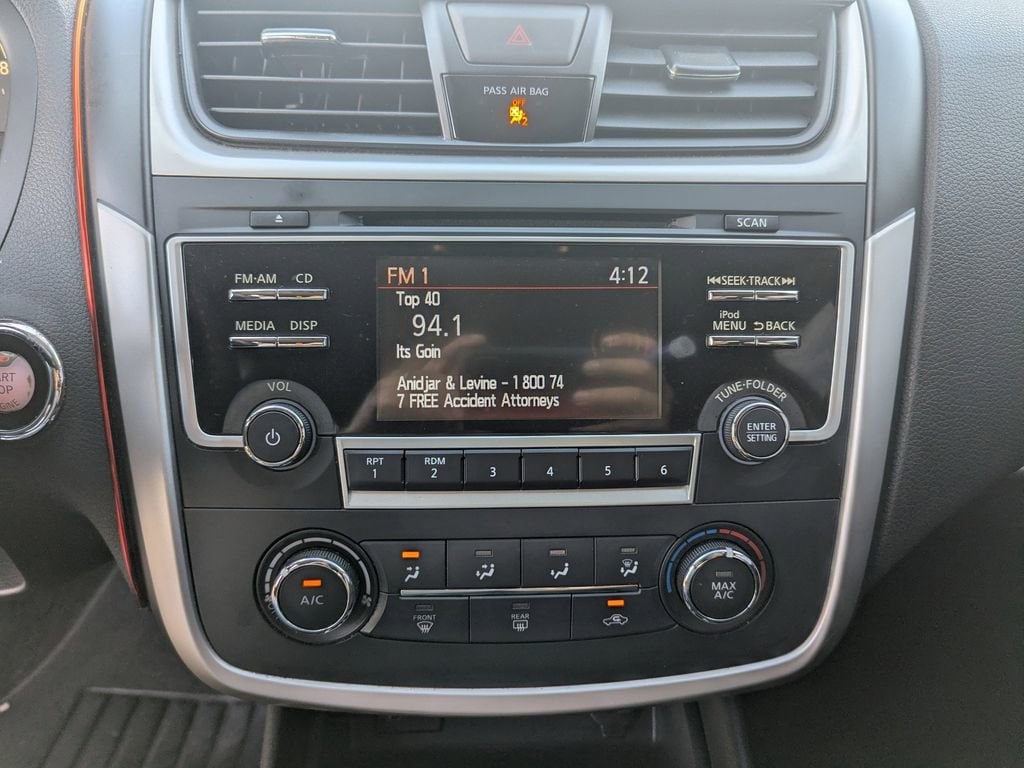 8
PASS AIR BAG
OFF
2
SCAN
FM·AM CD
MEDIA DISP
VOL
FM 1 4:12
Top 40
94.1
Its Goin
Anidjar & Levine - 1 800 74
7 FREE Accident Attorneys
SEEK·TRACK
iPod
MENU BACK
TUNE·FOLDER
ENTER
SETTING
RPT
1
RDM
2
3
4
5
6
A/C
MAX
A/C
FRONT
REAR